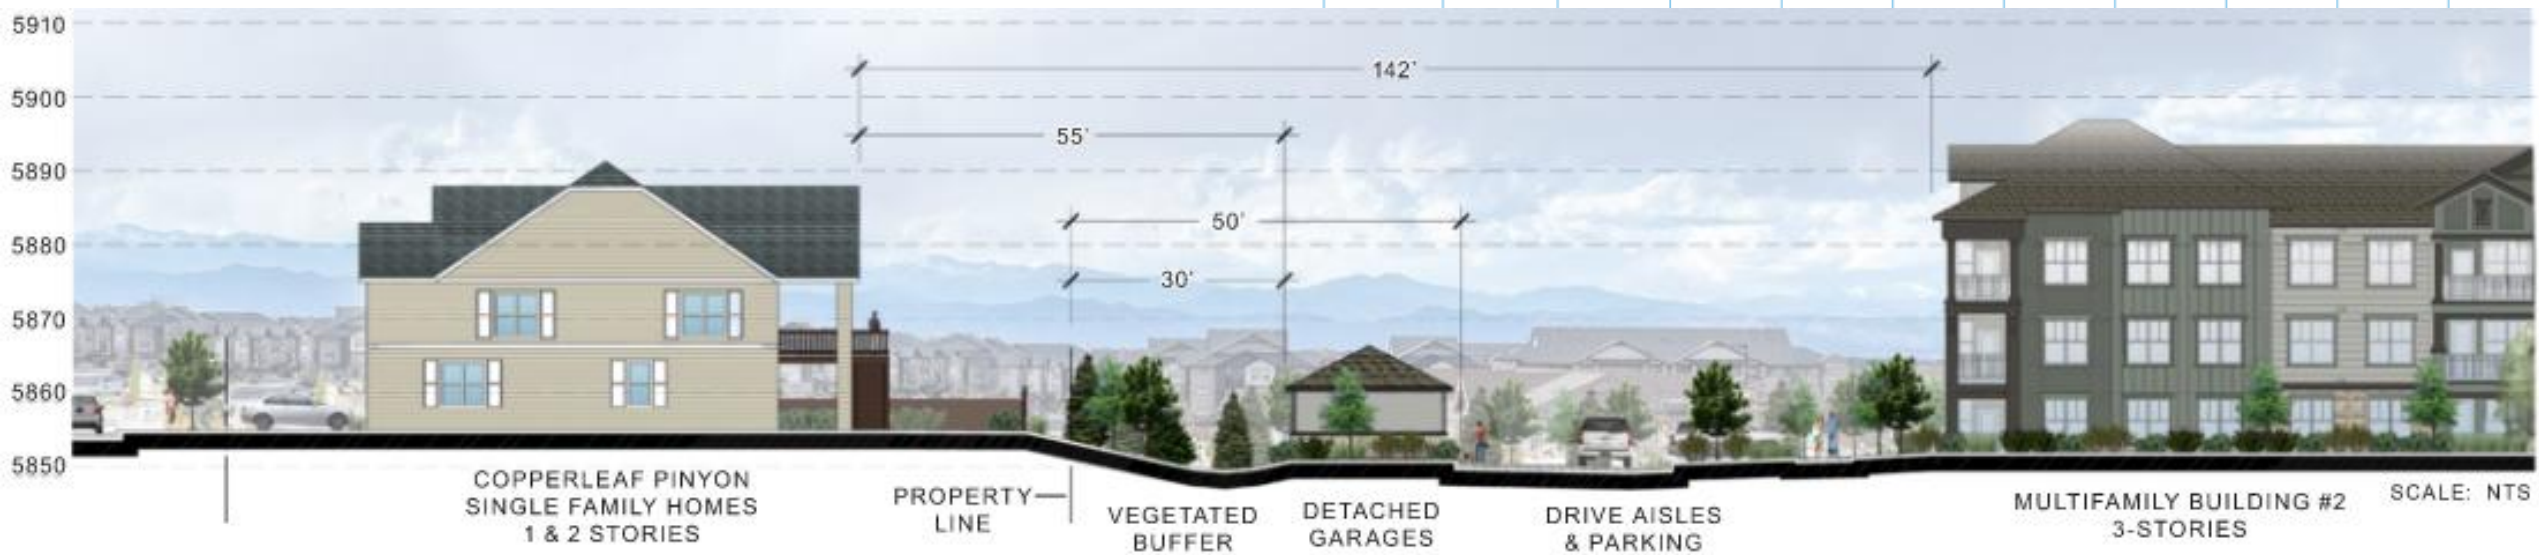 5910
5900
5890
5880
5870
5860
5850
142'
55'
50'
30'
COPPERLEAF PINYON
SINGLE FAMILY HOMES
1 & 2 STORIES
PROPERTY
LINE
VEGETATED
BUFFER
DETACHED
GARAGES
DRIVE AISLES
& PARKING
MULTIFAMILY BUILDING #2
3-STORIES
SCALE: NTS